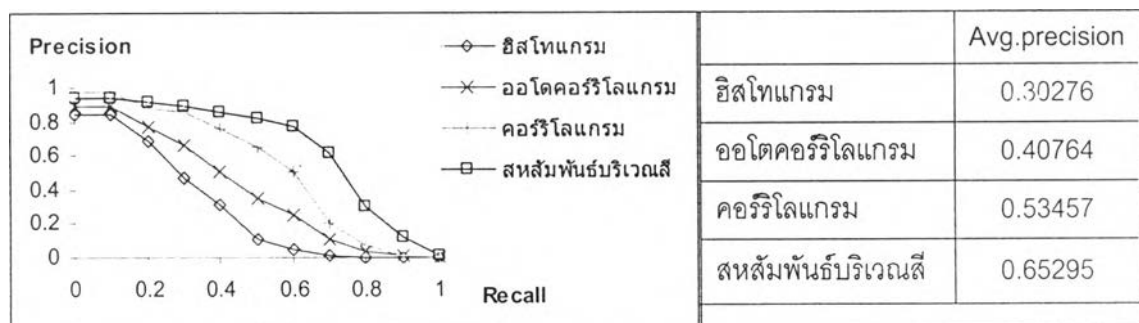 Precision
1
0.8
0.6
0.4
0.2
0
0 0.2 0.4 0.6 0.8 1
Recall
ฮิสโทแกรม
ออโตคอร์ริโลแกรม
คอร์ริโลแกรม
สหสัมพันธ์บริเวณสี
Avg.precision
ฮิสโทแกรม 0.30276
ออโตคอร์ริโลแกรม 0.40764
คอร์ริโลแกรม 0.53457
สหสัมพันธ์บริเวณสี 0.65295